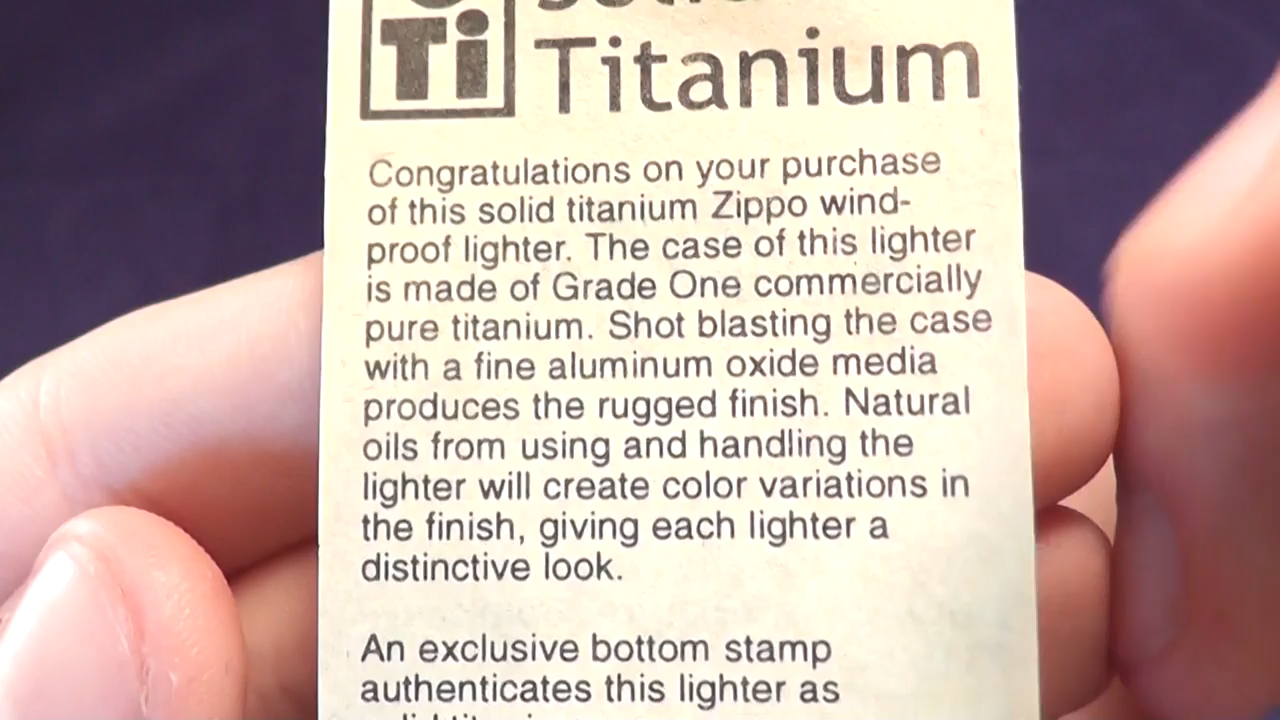 Ti
Solid
Titanium
Congratulations on your purchase
of this solid titanium Zippo wind-
proof lighter. The case of this lighter
is made of Grade One commercially
pure titanium. Shot blasting the case
with a fine aluminum oxide media
produces the rugged finish. Natural
oils from using and handling the
lighter will create color variations in
the finish, giving each lighter a
distinctive look.
An exclusive bottom stamp
authenticates this lighter as